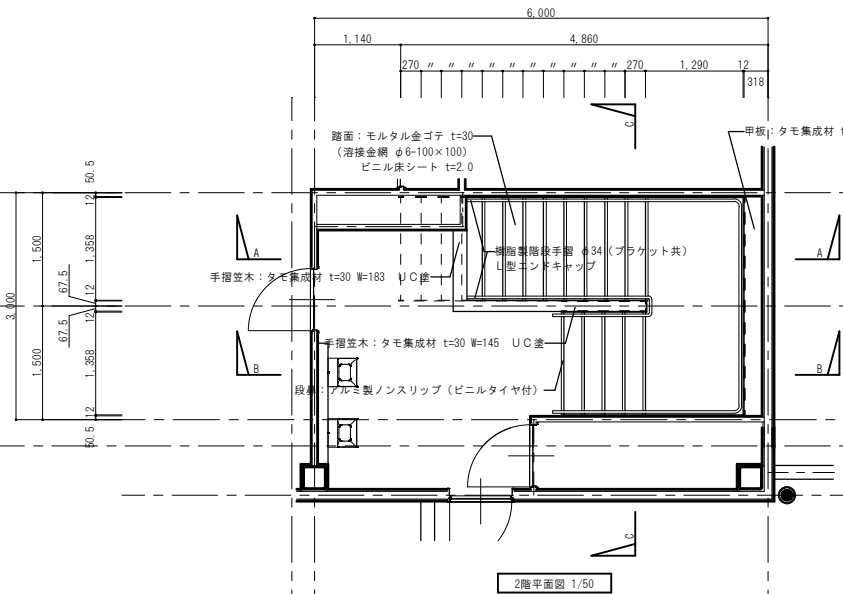 6,000
1,140
4,860
270 〃 〃 〃 〃 〃 〃 〃 〃 〃 〃 270
1,290
12
318
C
踏面：モルタル金ゴテ t=30
（溶接金網 φ6-100×100）
ビニル床シート t=2.0
甲板：タモ集成材 t
50.5
12
1,500
1,358
A
A
樹脂製階段手摺 φ34（ブラケット共）
L型エンドキャップ
手摺笠木：タモ集成材 t=30 W=183 ＵＣ塗
67.5
12
3,000
67.5
12
手摺笠木：タモ集成材 t=30 W=145 ＵＣ塗
1,500
1,358
B
B
段鼻：アルミ製ノンスリップ（ビニルタイヤ付）
12
50.5
C
2階平面図 1/50